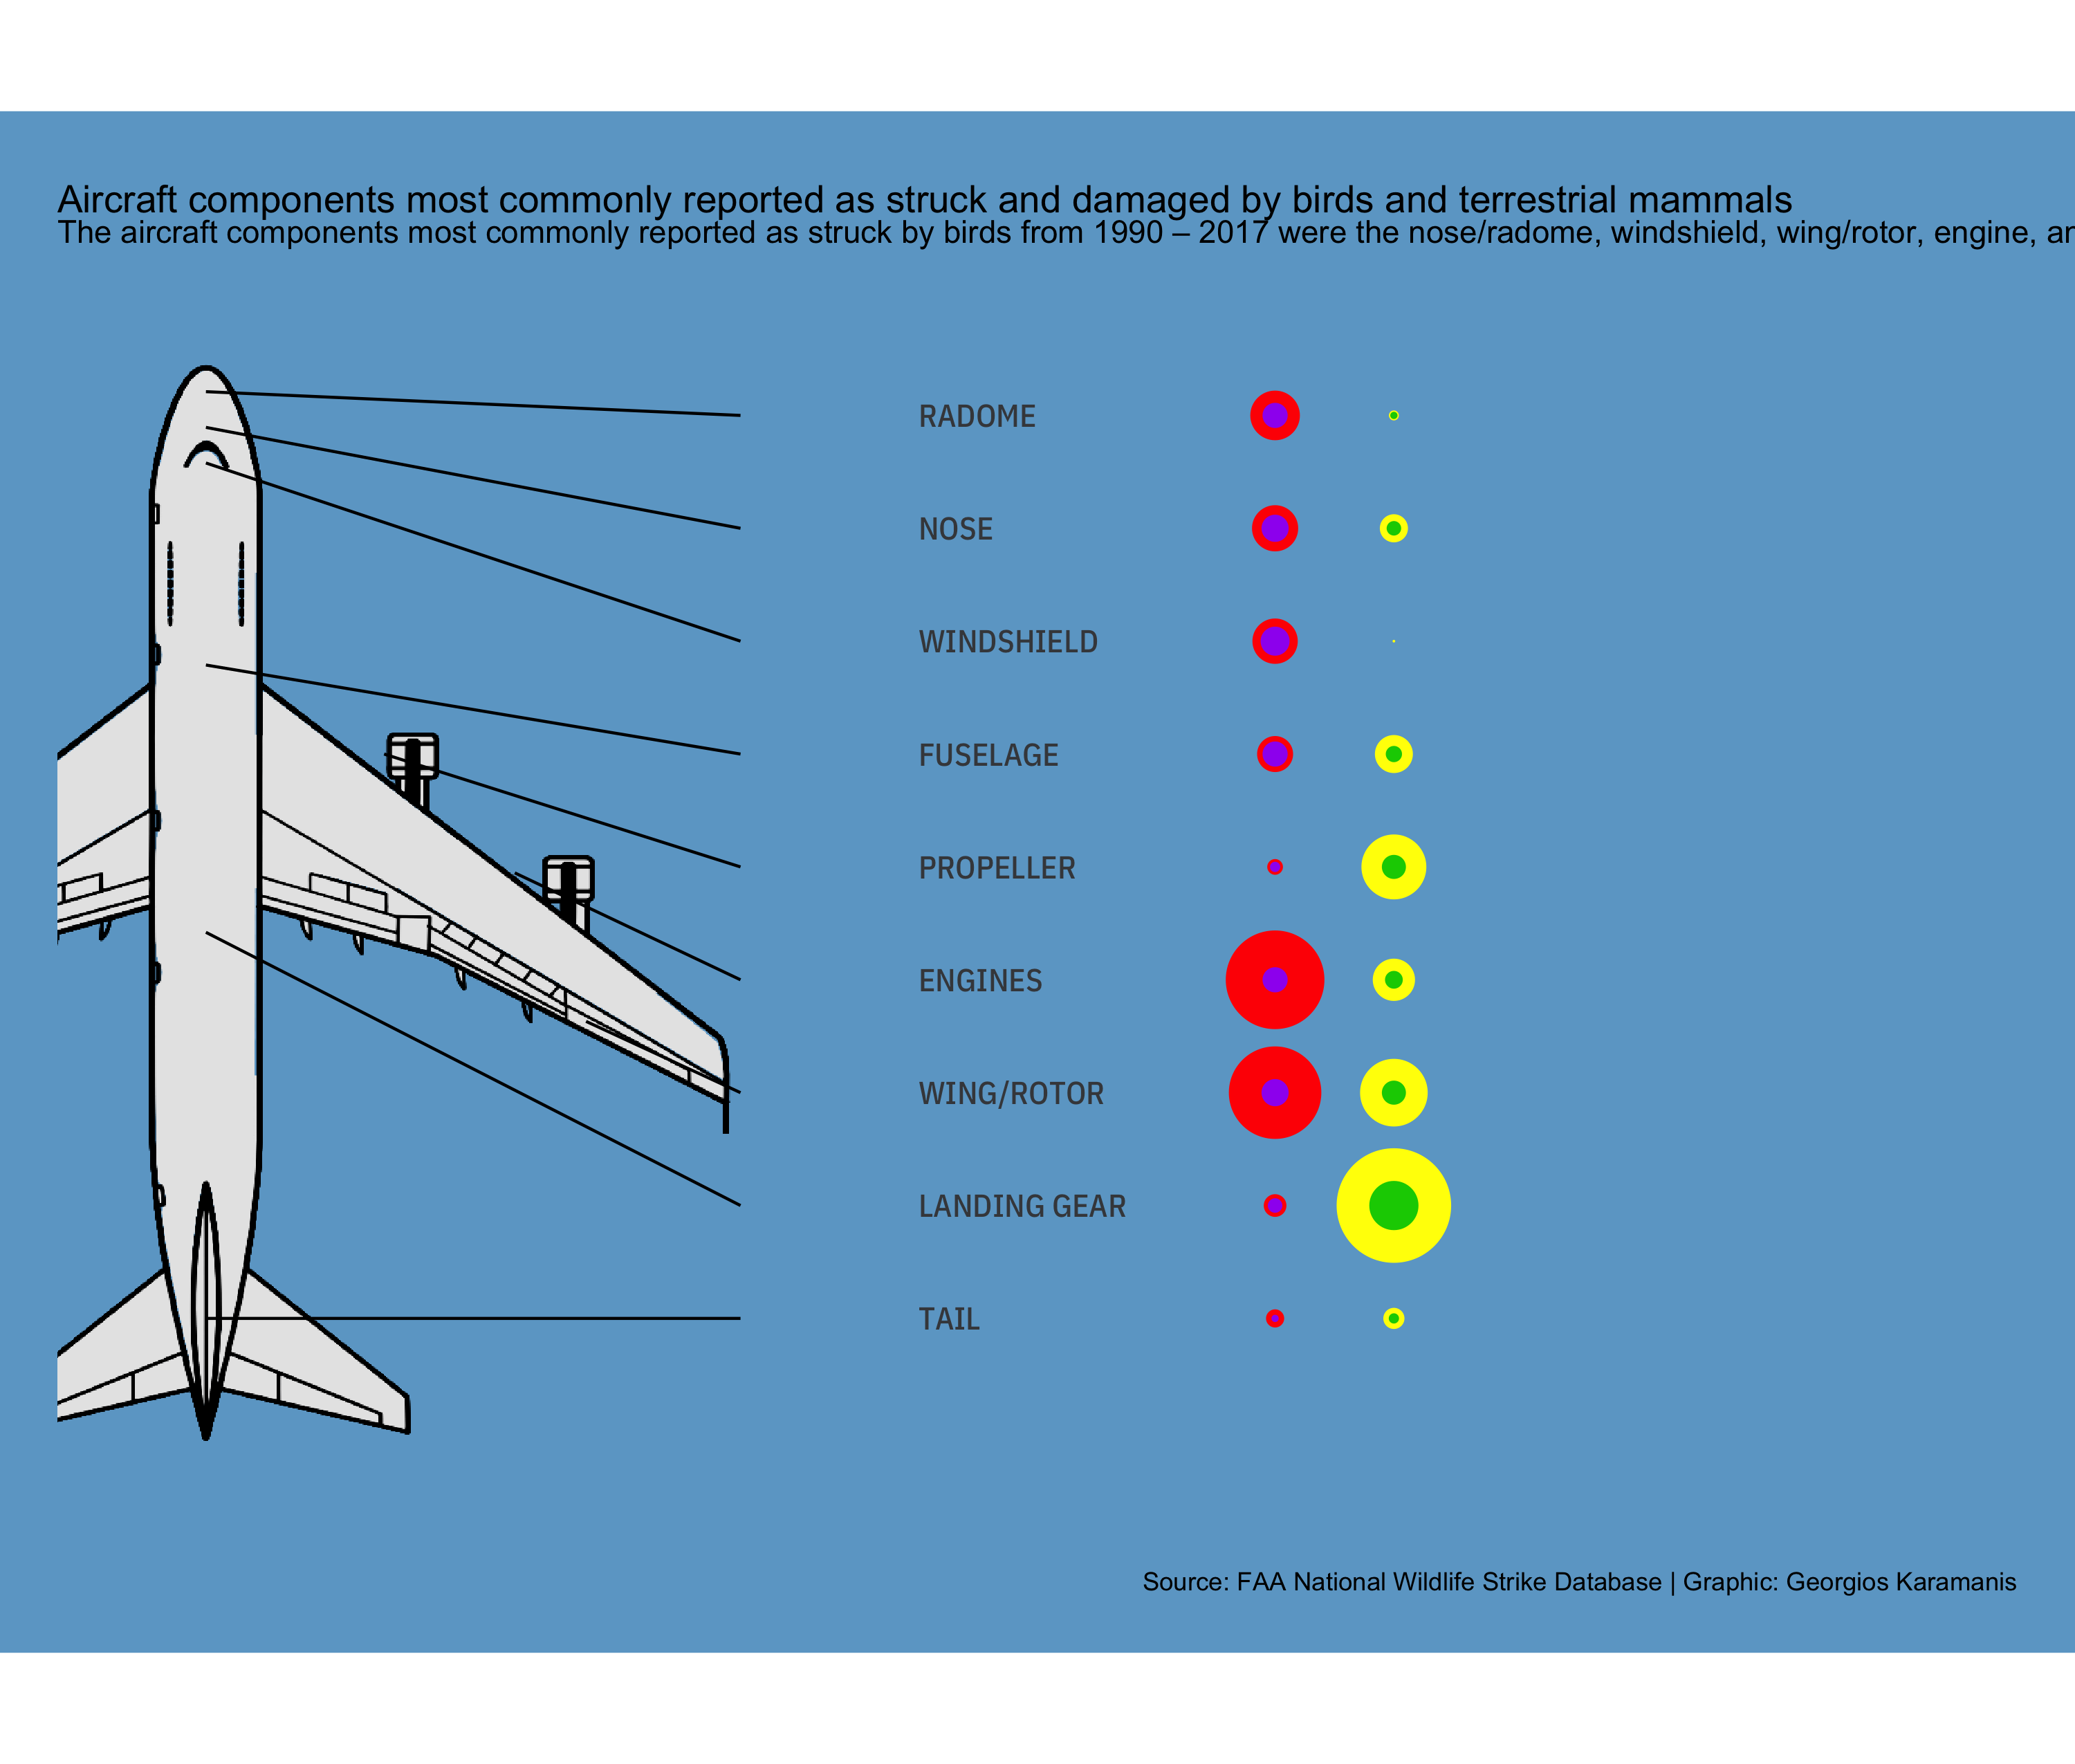 Aircraft components most commonly reported as struck and damaged by birds and terrestrial mammals
The aircraft components most commonly reported as struck by birds from 1990 – 2017 were the nose/radome, windshield, wing/rotor, engine,
RADOME
NOSE
WINDSHIELD
FUSELAGE
PROPELLER
ENGINES
WING/ROTOR
LANDING GEAR
TAIL
Source: FAA National Wildlife Strike Database | Graphic: Georgios Karamanis